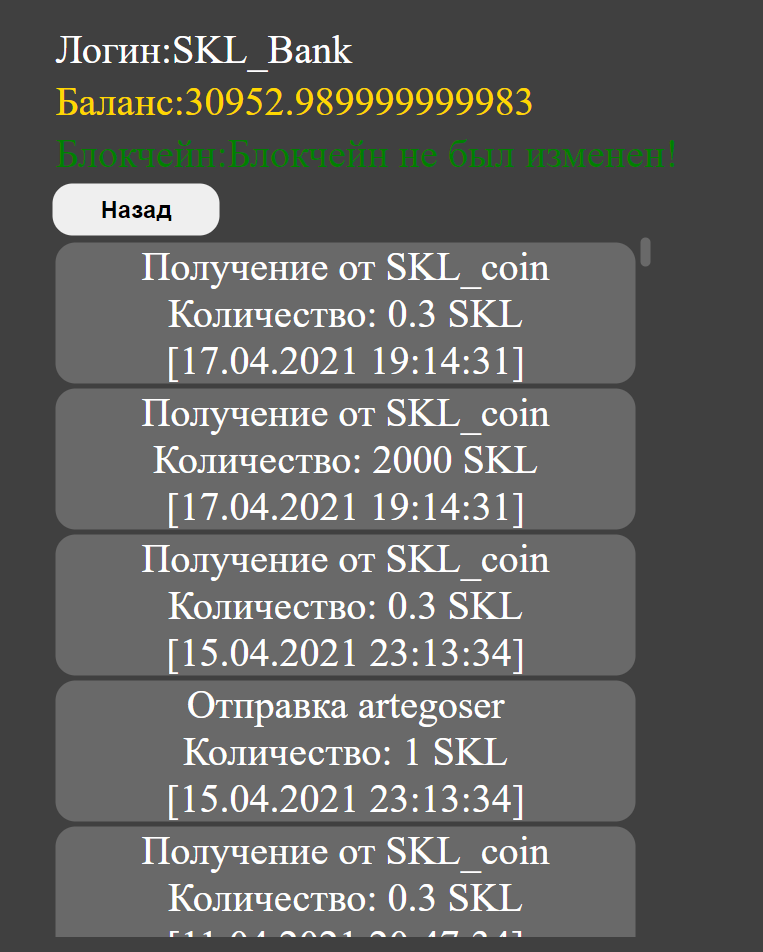 Логин:SKL_Bank
Баланс:30952.989999999983
Блокчейн:Блокчейн не был изменен!
Назад
Получение от SKL_coin
Количество: 0.3 SKL
[17.04.2021 19:14:31]
Получение от SKL_coin
Количество: 2000 SKL
[17.04.2021 19:14:31]
Получение от SKL_coin
Количество: 0.3 SKL
[15.04.2021 23:13:34]
Отправка artegoser
Количество: 1 SKL
[15.04.2021 23:13:34]
Получение от SKL_coin
Количество: 0.3 SKL